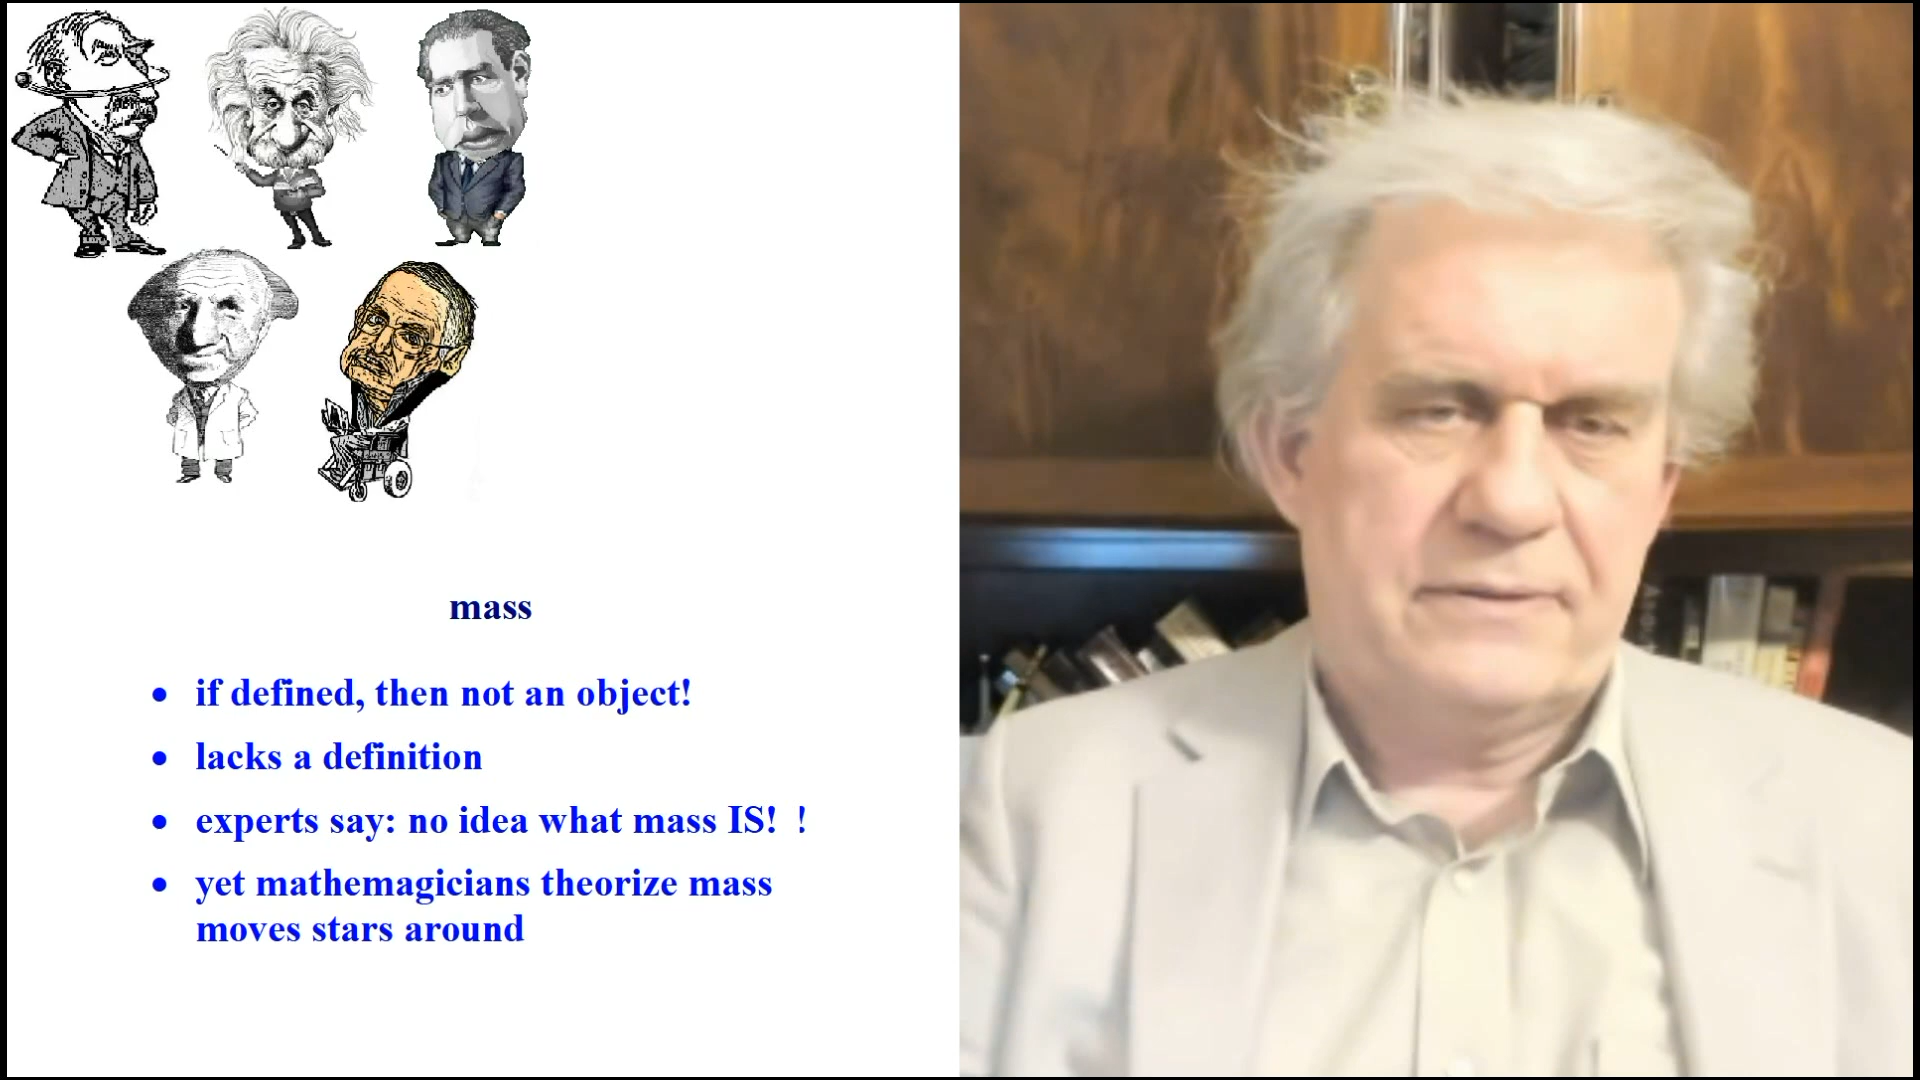 mass
• if defined, then not an object!
• lacks a definition
• experts say: no idea what mass IS! !
• yet mathemagicians theorize mass
moves stars around